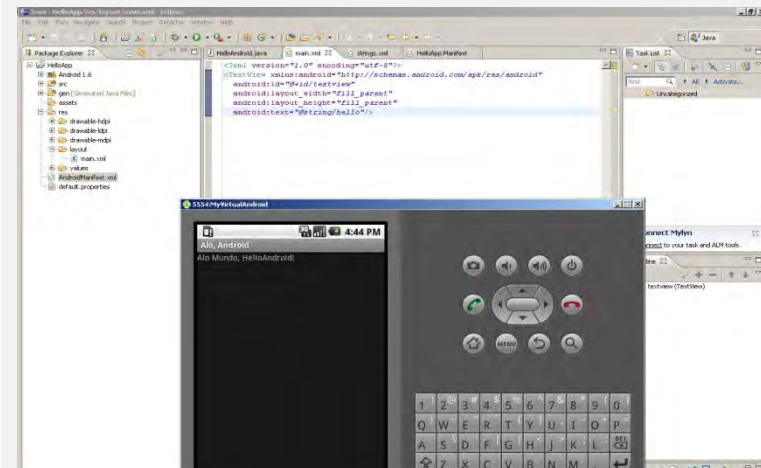 Java - HelloApp/res/layout/main.xml - Eclipse
File Edit Run Navigate Search Project Refactor Window Help
Java
Package Explorer
HelloAndroid.java
main.xml
strings.xml
HelloApp Manifest
Task List
HelloApp
Android 1.6
src
gen [Generated Java Files]
assets
res
drawable-hdpi
drawable-ldpi
drawable-mdpi
layout
main.xml
values
AndroidManifest.xml
default.properties
<?xml version="1.0" encoding="utf-8"?>
<TextView xmlns:android="http://schemas.android.com/apk/res/android"
android:id="@+id/textview"
android:layout_width="fill_parent"
android:layout_height="fill_parent"
android:text="@string/hello"/>
Find
All
Activate...
Uncategorized
5554:MyVirtualAndroid
4:44 PM
Alo, Android
Alo Mundo, HelloAndroid!
MENU
1 ! 2 @ 3 # 4 $ 5 % 6 ^ 7 & 8 * 9 ( 0 )
Q W E R T Y U I O P
A S D F G H J K L DEL
Z X C V B N M
onnect Mylyn
nnect to your task and ALM tools.
line
textview (TextView)